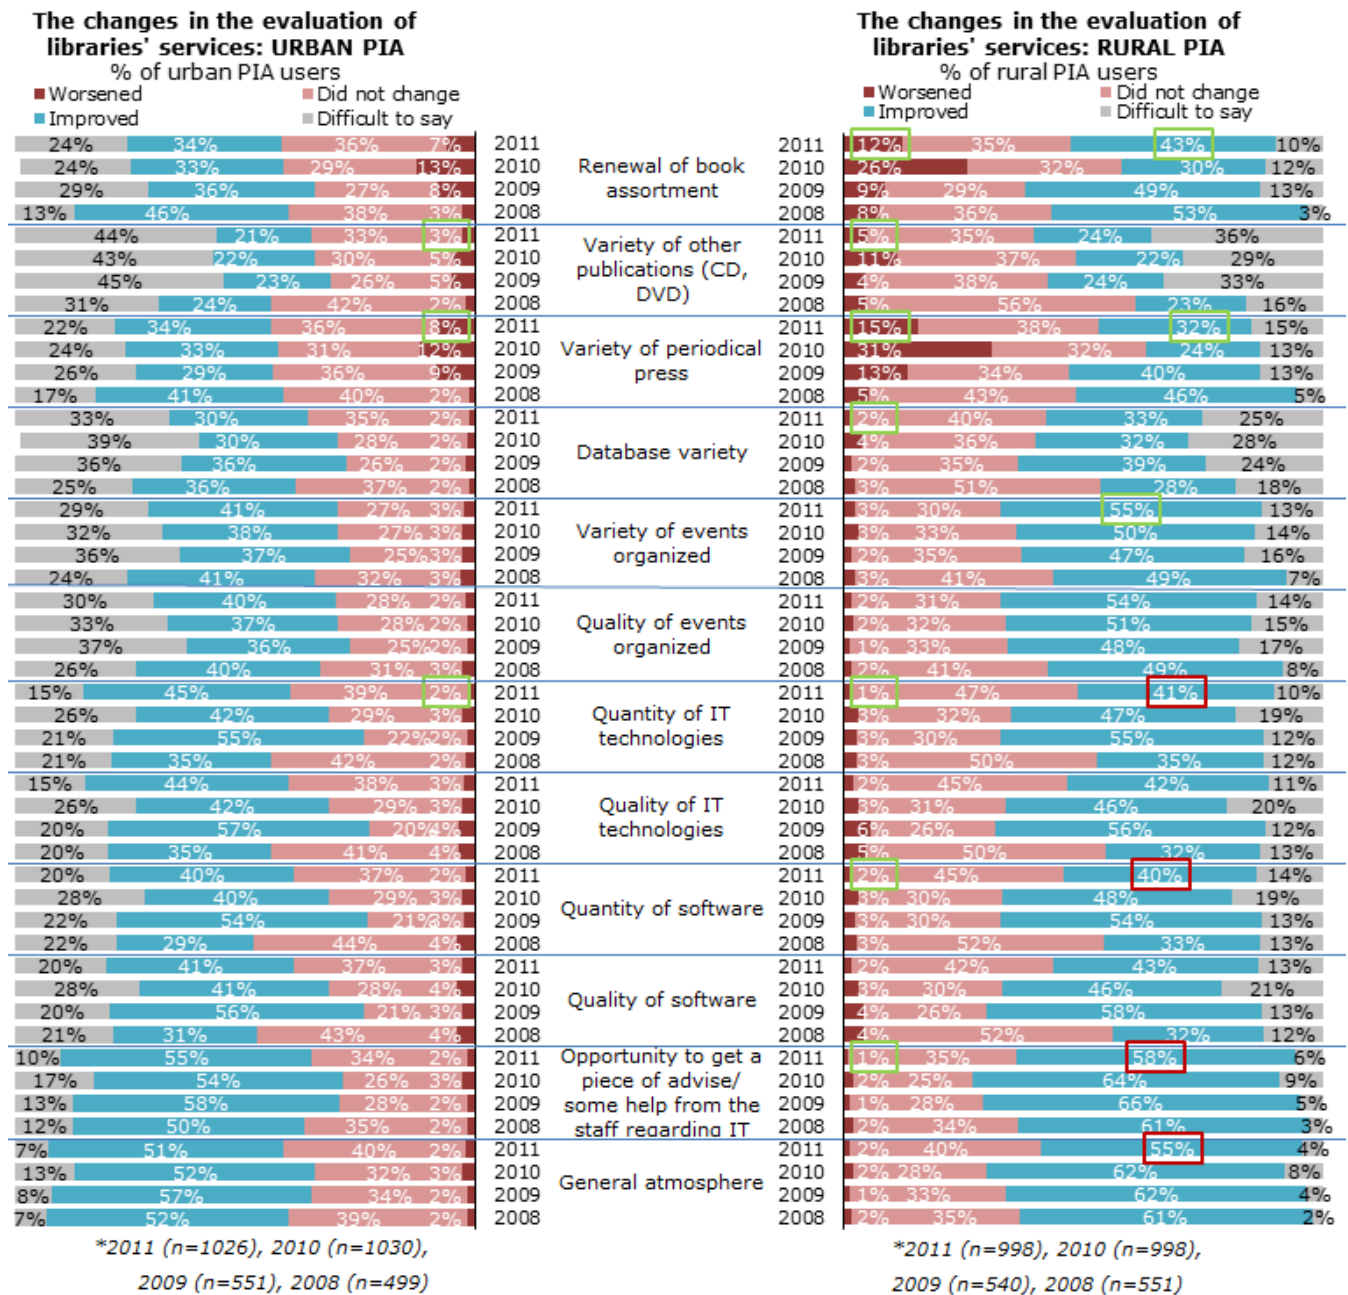 The changes in the evaluation of
libraries' services: URBAN PIA
% of urban PIA users
Worsened Did not change
Improved Difficult to say
The changes in the evaluation of
libraries' services: RURAL PIA
% of rural PIA users
Worsened Did not change
Improved Difficult to say
24% 34% 36% 7% 2011 2011 12% 35% 43% 10%
24% 33% 29% 13% 2010 Renewal of book 2010 26% 32% 30% 12%
29% 36% 27% 8% 2009 assortment 2009 9% 29% 49% 13%
13% 46% 38% 3% 2008 2008 8% 36% 53% 3%
44% 21% 33% 3% 2011 Variety of other 2011 5% 35% 24% 36%
43% 22% 30% 5% 2010 publications (CD, 2010 11% 37% 22% 29%
45% 23% 26% 5% 2009 DVD) 2009 4% 38% 24% 33%
31% 24% 42% 2% 2008 2008 5% 56% 23% 16%
22% 34% 36% 8% 2011 2011 15% 38% 32% 15%
24% 33% 31% 12% 2010 Variety of periodical 2010 31% 32% 24% 13%
26% 29% 36% 9% 2009 press 2009 13% 34% 40% 13%
17% 41% 40% 2% 2008 2008 5% 43% 46% 5%
33% 30% 35% 2% 2011 2011 2% 40% 33% 25%
39% 30% 28% 2% 2010 Database variety 2010 4% 36% 32% 28%
36% 36% 26% 2% 2009 2009 2% 35% 39% 24%
25% 36% 37% 2% 2008 2008 3% 51% 28% 18%
29% 41% 27% 3% 2011 2011 3% 30% 55% 13%
32% 38% 27% 3% 2010 Variety of events 2010 3% 33% 50% 14%
36% 37% 25% 3% 2009 organized 2009 2% 35% 47% 16%
24% 41% 32% 3% 2008 2008 3% 41% 49% 7%
30% 40% 28% 2% 2011 2011 2% 31% 54% 14%
33% 37% 28% 2% 2010 Quality of events 2010 2% 32% 51% 15%
37% 36% 25% 2% 2009 organized 2009 1% 33% 48% 17%
26% 40% 31% 3% 2008 2008 2% 41% 49% 8%
15% 45% 39% 2% 2011 2011 1% 47% 41% 10%
26% 42% 29% 3% 2010 Quantity of IT 2010 3% 32% 47% 19%
21% 55% 22% 2% 2009 technologies 2009 3% 30% 55% 12%
21% 35% 42% 2% 2008 2008 3% 50% 35% 12%
15% 44% 38% 3% 2011 2011 2% 45% 42% 11%
26% 42% 29% 3% 2010 Quality of IT 2010 3% 31% 46% 20%
20% 57% 20% 4% 2009 technologies 2009 6% 26% 56% 12%
20% 35% 41% 4% 2008 2008 5% 50% 32% 13%
20% 40% 37% 2% 2011 2011 2% 45% 40% 14%
28% 40% 29% 3% 2010 Quantity of software 2010 3% 30% 48% 19%
22% 54% 21% 3% 2009 2009 3% 30% 54% 13%
22% 29% 44% 4% 2008 2008 3% 52% 33% 13%
20% 41% 37% 3% 2011 2011 2% 42% 43% 13%
28% 41% 28% 4% 2010 Quality of software 2010 3% 30% 46% 21%
20% 56% 21% 3% 2009 2009 4% 26% 58% 13%
21% 31% 43% 4% 2008 2008 4% 52% 32% 12%
10% 55% 34% 2% 2011 Opportunity to get a 2011 1% 35% 58% 6%
17% 54% 26% 3% 2010 piece of advise/ 2010 2% 25% 64% 9%
13% 58% 28% 2% 2009 some help from the 2009 1% 28% 66% 5%
12% 50% 35% 2% 2008 staff regarding IT 2008 2% 34% 61% 3%
7% 51% 40% 2% 2011 2011 2% 40% 55% 4%
13% 52% 32% 3% 2010 General atmosphere 2010 2% 28% 62% 8%
8% 57% 34% 2% 2009 2009 1% 33% 62% 4%
7% 52% 39% 2% 2008 2008 2% 35% 61% 2%
*2011 (n=1026), 2010 (n=1030),
2009 (n=551), 2008 (n=499)
*2011 (n=998), 2010 (n=998),
2009 (n=540), 2008 (n=551)